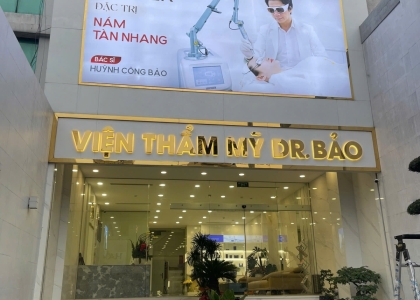 ĐẶC TRỊ
NÁM
TÀN NHANG
BÁC SĨ
HUỲNH CÔNG BẢO
VIỆN THẨM MỸ DR. BẢO